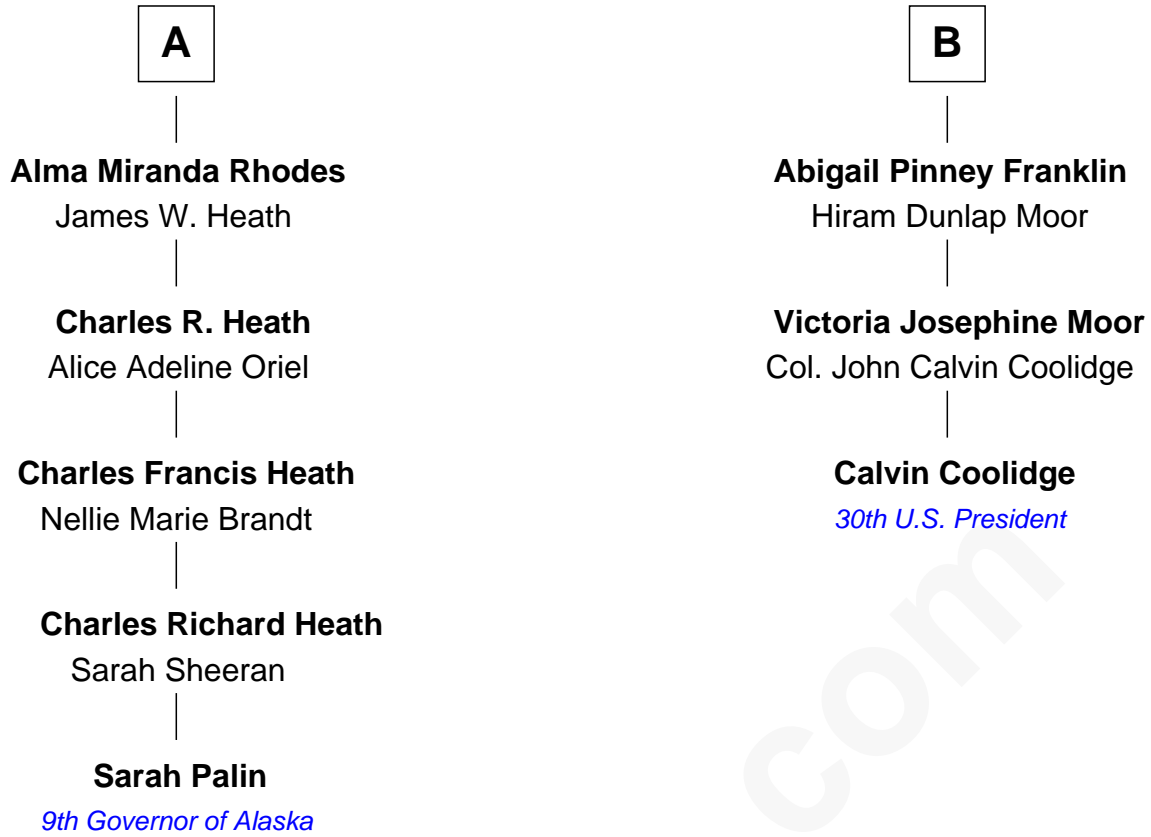 A
Alma Miranda Rhodes
James W. Heath
Charles R. Heath
Alice Adeline Oriel
Charles Francis Heath
Nellie Marie Brandt
Charles Richard Heath
Sarah Sheeran
Sarah Palin
9th Governor of Alaska
B
Abigail Pinney Franklin
Hiram Dunlap Moor
Victoria Josephine Moor
Col. John Calvin Coolidge
Calvin Coolidge
30th U.S. President
com